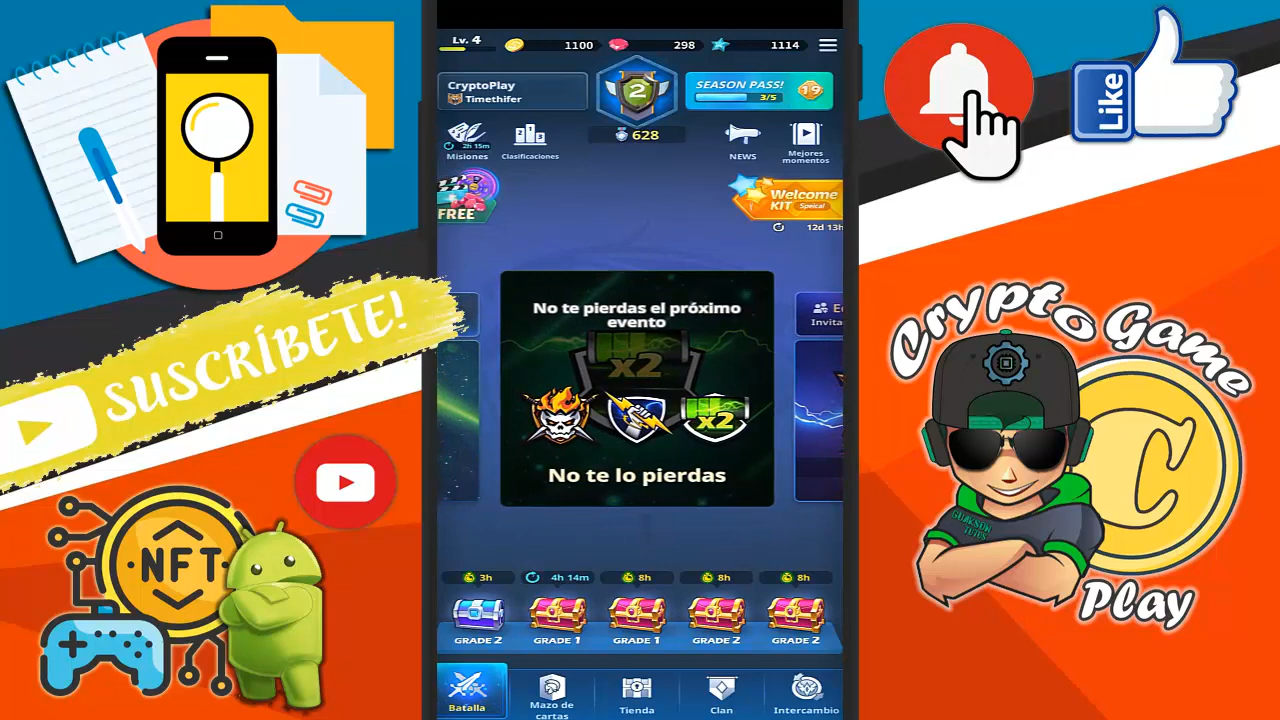 Lv. 4
1100
298
1114
CryptoPlay
Timethifer
2
SEASON PASS!
3/5
19
628
2h 15m
Misiones
Clasificaciones
NEWS
Mejores
momentos
FREE
Welcome
KIT Speical
12d 13h
No te pierdas el próximo
evento
x2
x2
No te lo pierdas
Invita
3h
4h 14m
8h
8h
8h
GRADE 2
GRADE 1
GRADE 1
GRADE 2
GRADE 2
Batalla
Mazo de
cartas
Tienda
Clan
Intercambio
SUSCRÍBETE!
NFT
Like
Crypto Game
C
Play